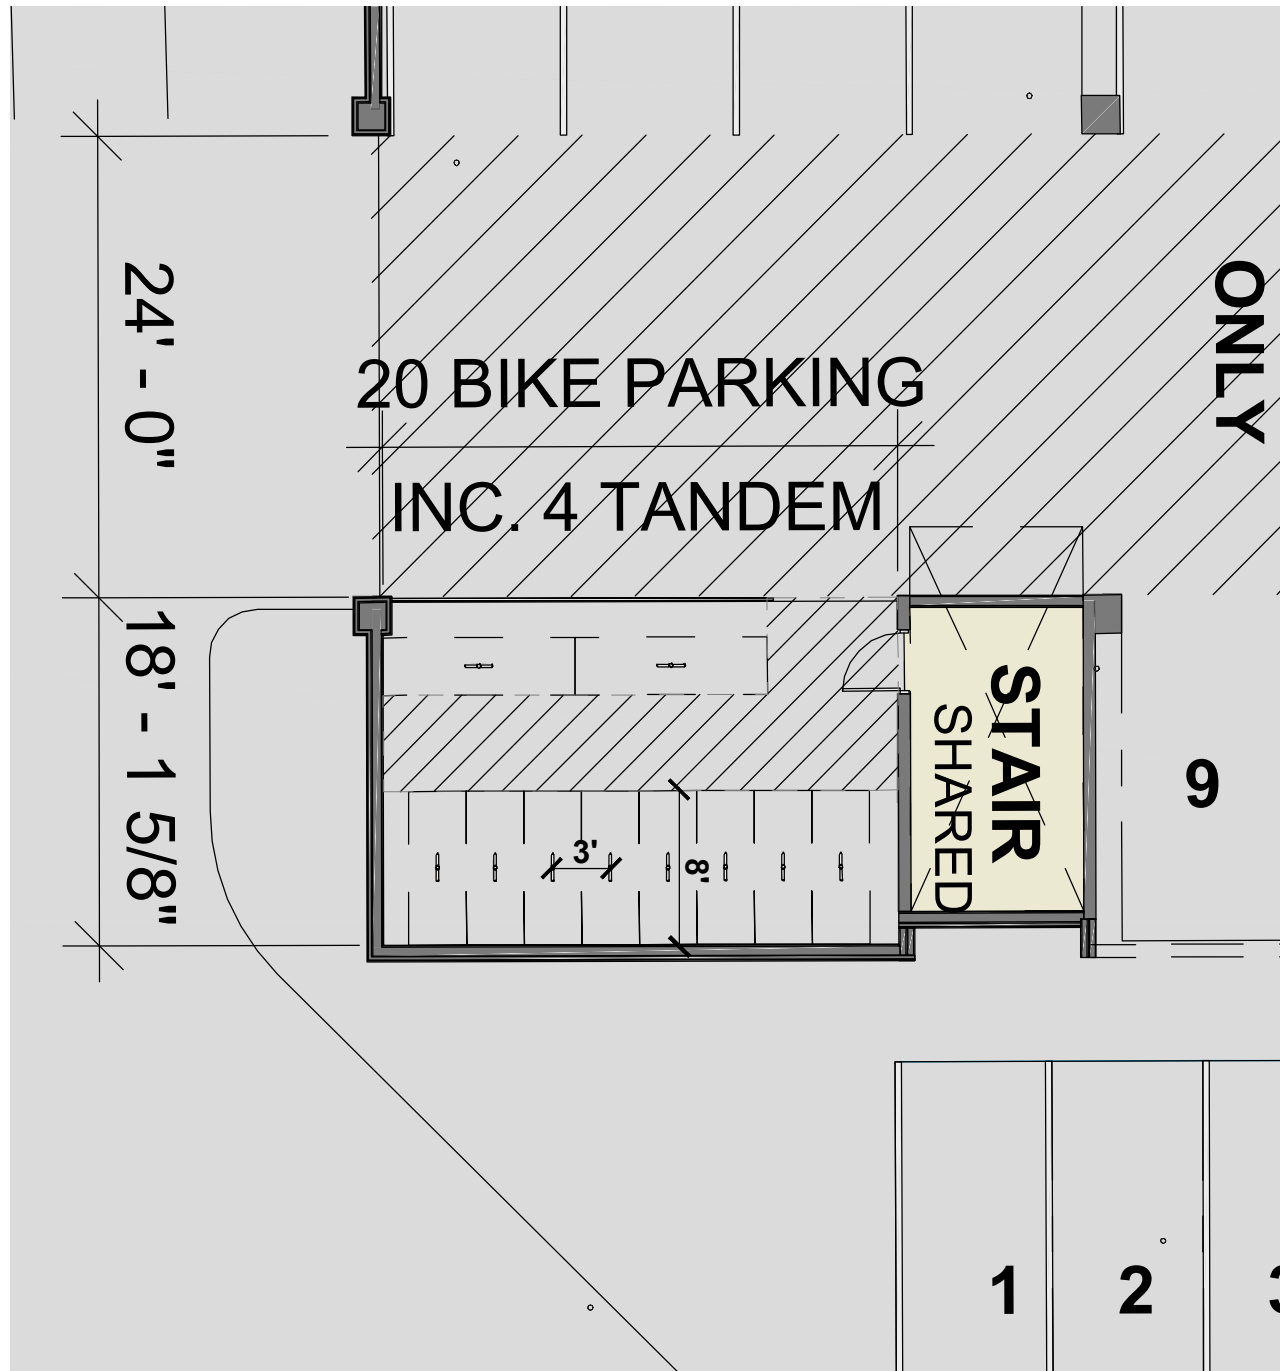 24' - 0"
ONLY
20 BIKE PARKING
INC. 4 TANDEM
18' - 1 5/8"
STAIR
SHARED
9
3'
8'
1
2